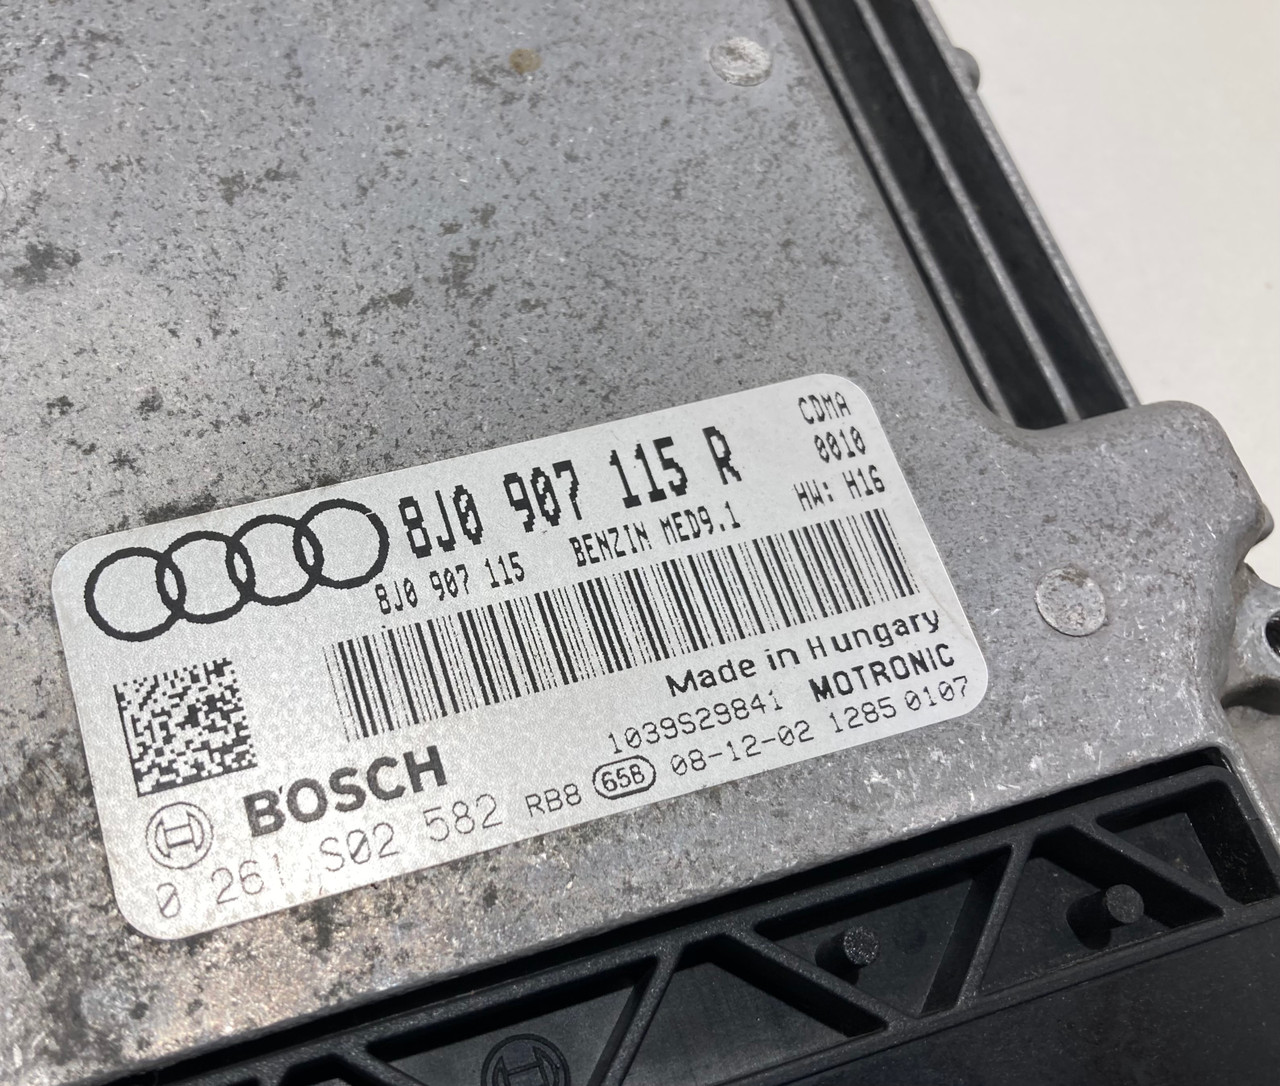 8J0 907 115 R
CDMA
0010
8J0 907 115 BENZIN MED9.1
HW: H16
Made in Hungary
1039S29841 MOTRONIC
BOSCH
0 261 S02 582 RB8 65B 08-12-02 1285 0107